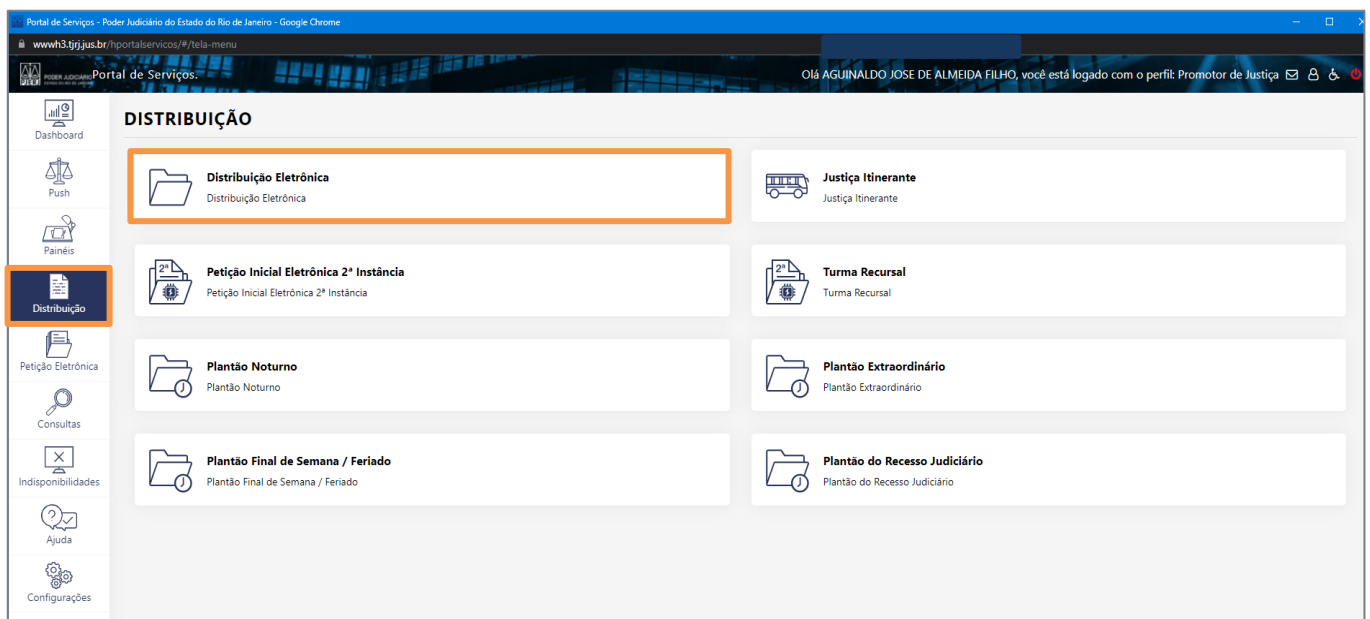 Portal de Serviços - Poder Judiciário do Estado do Rio de Janeiro - Google Chrome
wwwh3.tjrj.jus.br/hportalservicos/#/tela-menu
PODER JUDICIÁRIO
Portal de Serviços.
Olá AGUINALDO JOSE DE ALMEIDA FILHO, você está logado com o perfil: Promotor de Justiça
Dashboard
Push
Painéis
Distribuição
Petição Eletrônica
Consultas
Indisponibilidades
Ajuda
Configurações
DISTRIBUIÇÃO
Distribuição Eletrônica
Distribuição Eletrônica
Justiça Itinerante
Justiça Itinerante
2ª
Petição Inicial Eletrônica 2ª Instância
Petição Inicial Eletrônica 2ª Instância
2ª
Turma Recursal
Turma Recursal
Plantão Noturno
Plantão Noturno
Plantão Extraordinário
Plantão Extraordinário
Plantão Final de Semana / Feriado
Plantão Final de Semana / Feriado
Plantão do Recesso Judiciário
Plantão do Recesso Judiciário